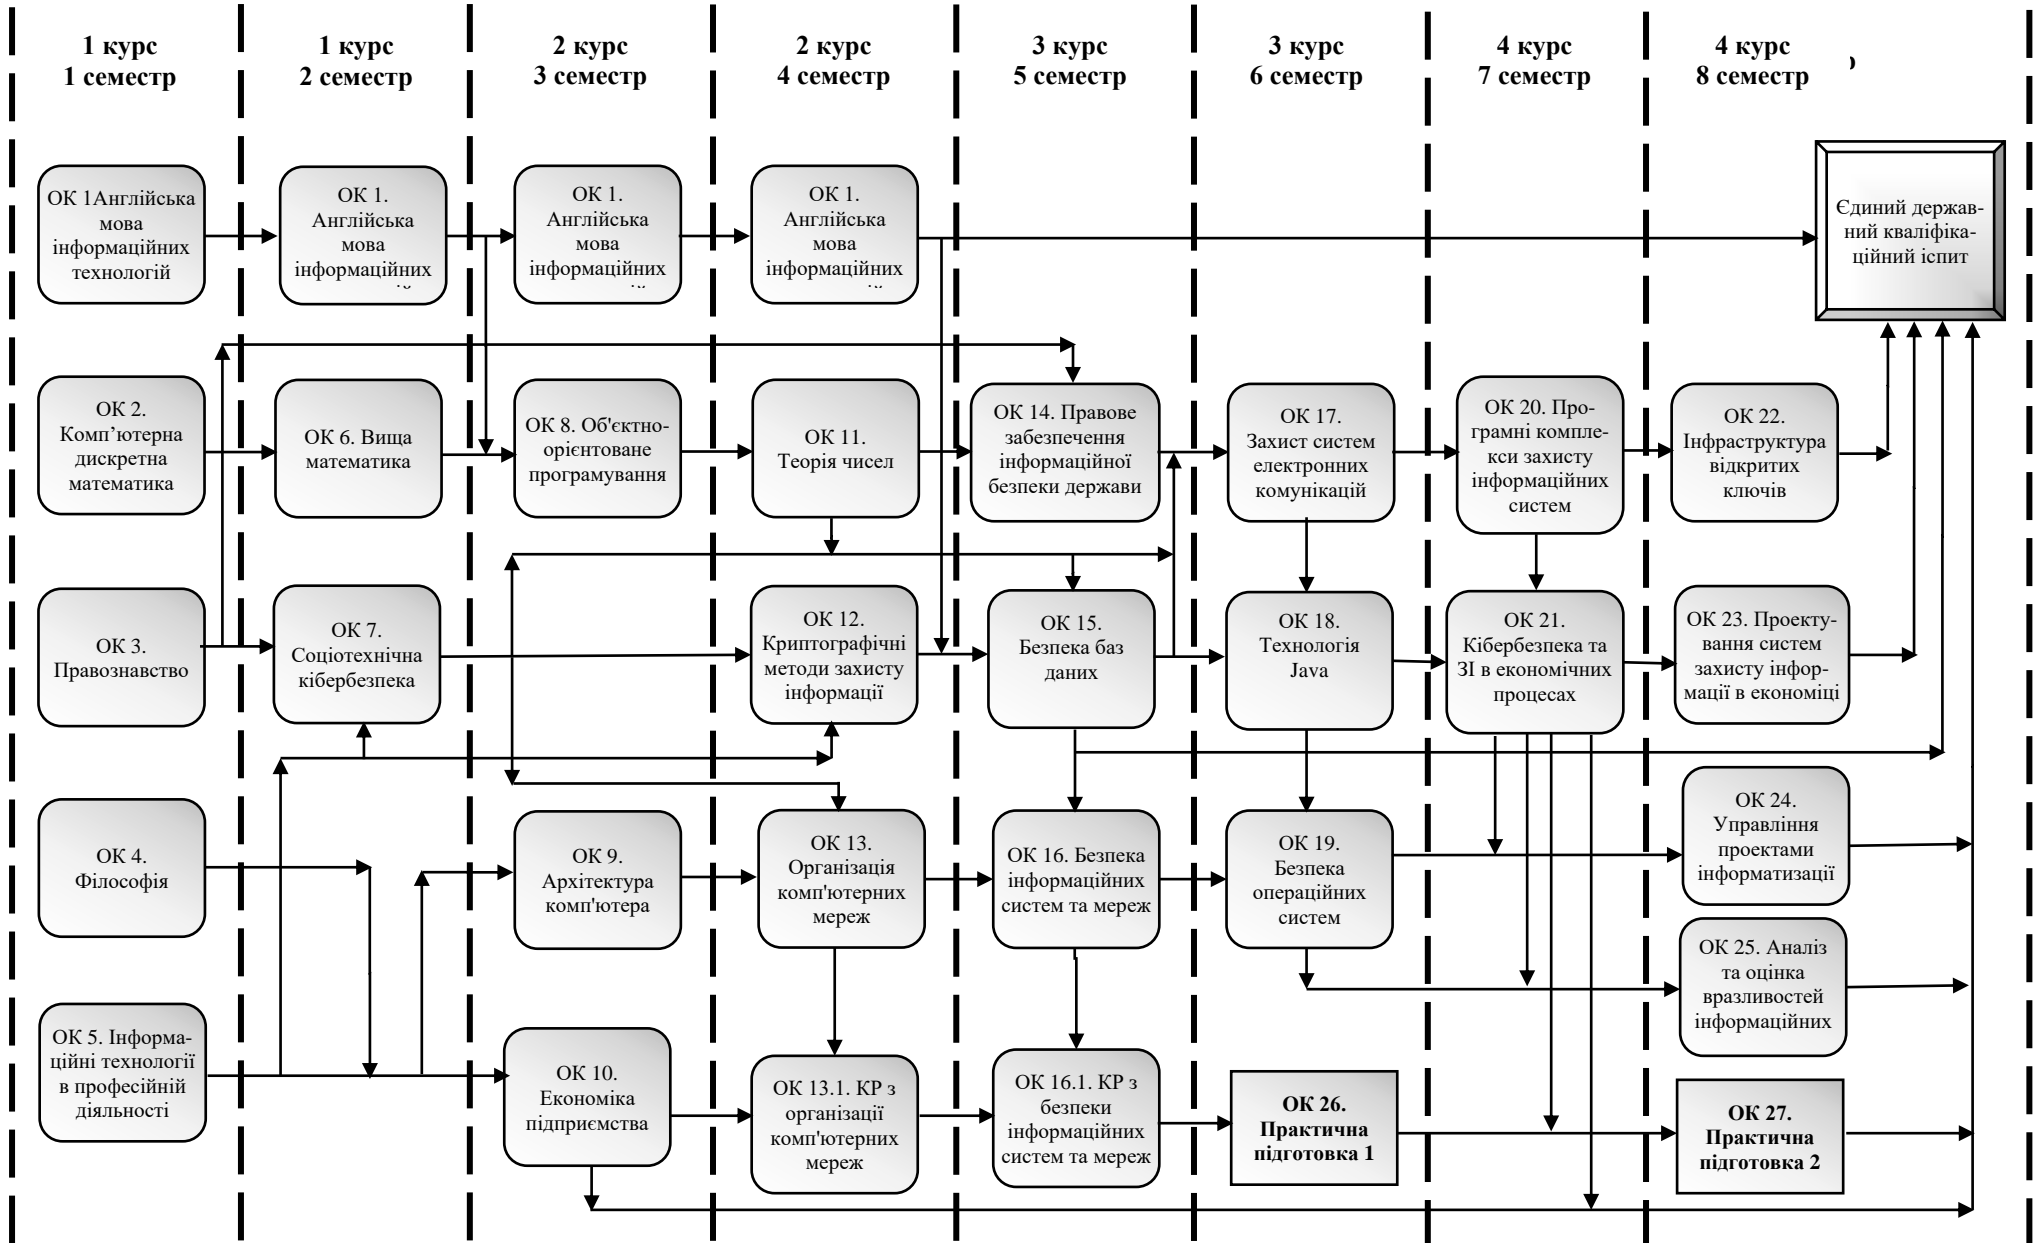 1 курс
1 семестр
1 курс
2 семестр
2 курс
3 семестр
2 курс
4 семестр
3 курс
5 семестр
3 курс
6 семестр
4 курс
7 семестр
4 курс
8 семестр
ОК 1Англійська
мова
інформаційних
технологій
ОК 1.
Англійська
мова
інформаційних
ОК 1.
Англійська
мова
інформаційних
ОК 1.
Англійська
мова
інформаційних
Єдиний держав-
ний кваліфіка-
ційний іспит
ОК 2.
Комп’ютерна
дискретна
математика
ОК 6. Вища
математика
ОК 8. Об'єктно-
орієнтоване
програмування
ОК 11.
Теорія чисел
ОК 14. Правове
забезпечення
інформаційної
безпеки держави
ОК 17.
Захист систем
електронних
комунікацій
ОК 20. Про-
грамні компле-
кси захисту
інформаційних
систем
ОК 22.
Інфраструктура
відкритих
ключів
ОК 3.
Правознавство
ОК 7.
Соціотехнічна
кібербезпека
ОК 12.
Криптографічні
методи захисту
інформації
ОК 15.
Безпека баз
даних
ОК 18.
Технологія
Java
ОК 21.
Кібербезпека та
ЗІ в економічних
процесах
ОК 23. Проекту-
вання систем
захисту інфор-
мації в економіці
ОК 4.
Філософія
ОК 9.
Архітектура
комп'ютера
ОК 13.
Організація
комп'ютерних
мереж
ОК 16. Безпека
інформаційних
систем та мереж
ОК 19.
Безпека
операційних
систем
ОК 24.
Управління
проектами
інформатизації
ОК 25. Аналіз
та оцінка
вразливостей
інформаційних
ОК 5. Інформа-
ційні технології
в професійній
діяльності
ОК 10.
Економіка
підприємства
ОК 13.1. КР з
організації
комп'ютерних
мереж
ОК 16.1. КР з
безпеки
інформаційних
систем та мереж
ОК 26.
Практична
підготовка 1
ОК 27.
Практична
підготовка 2